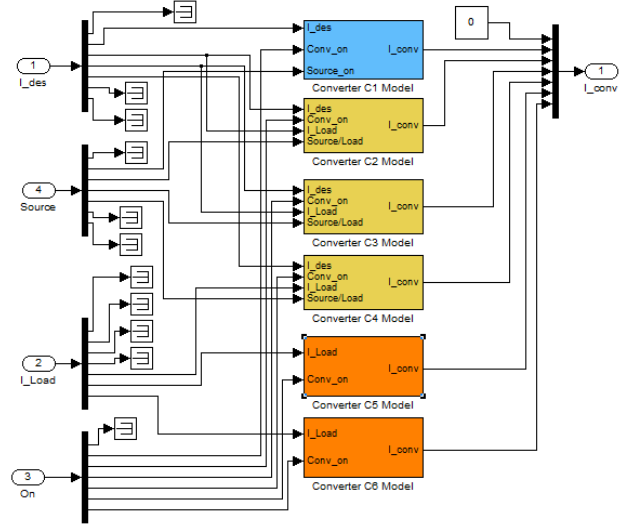 1
I_des
4
Source
2
I_Load
3
On
I_des
Conv_on
Source_on
I_conv
Converter C1 Model
I_des
Conv_on
I_Load
Source/Load
I_conv
Converter C2 Model
I_des
Conv_on
I_Load
Source/Load
I_conv
Converter C3 Model
I_des
Conv_on
I_Load
Source/Load
I_conv
Converter C4 Model
I_Load
Conv_on
I_conv
Converter C5 Model
I_Load
Conv_on
I_conv
Converter C6 Model
0
1
I_conv